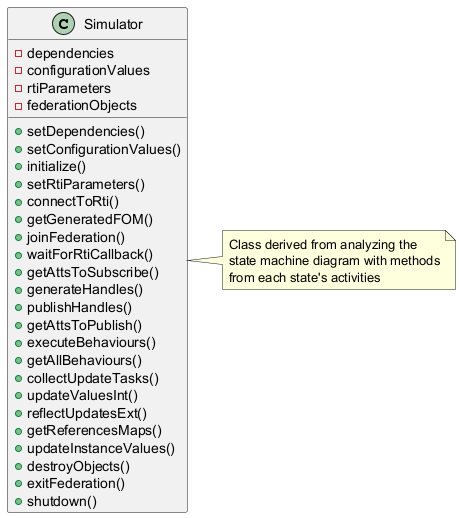 C Simulator
dependencies
configurationValues
rtiParameters
federationObjects
setDependencies()
setConfigurationValues()
initialize()
setRtiParameters()
connectToRti()
getGeneratedFOM()
joinFederation()
waitForRtiCallback()
getAttsToSubscribe()
generateHandles()
publishHandles()
getAttsToPublish()
executeBehaviours()
getAllBehaviours()
collectUpdateTasks()
updateValuesInt()
reflectUpdatesExt()
getReferencesMaps()
updateInstanceValues()
destroyObjects()
exitFederation()
shutdown()
Class derived from analyzing the
state machine diagram with methods
from each state's activities